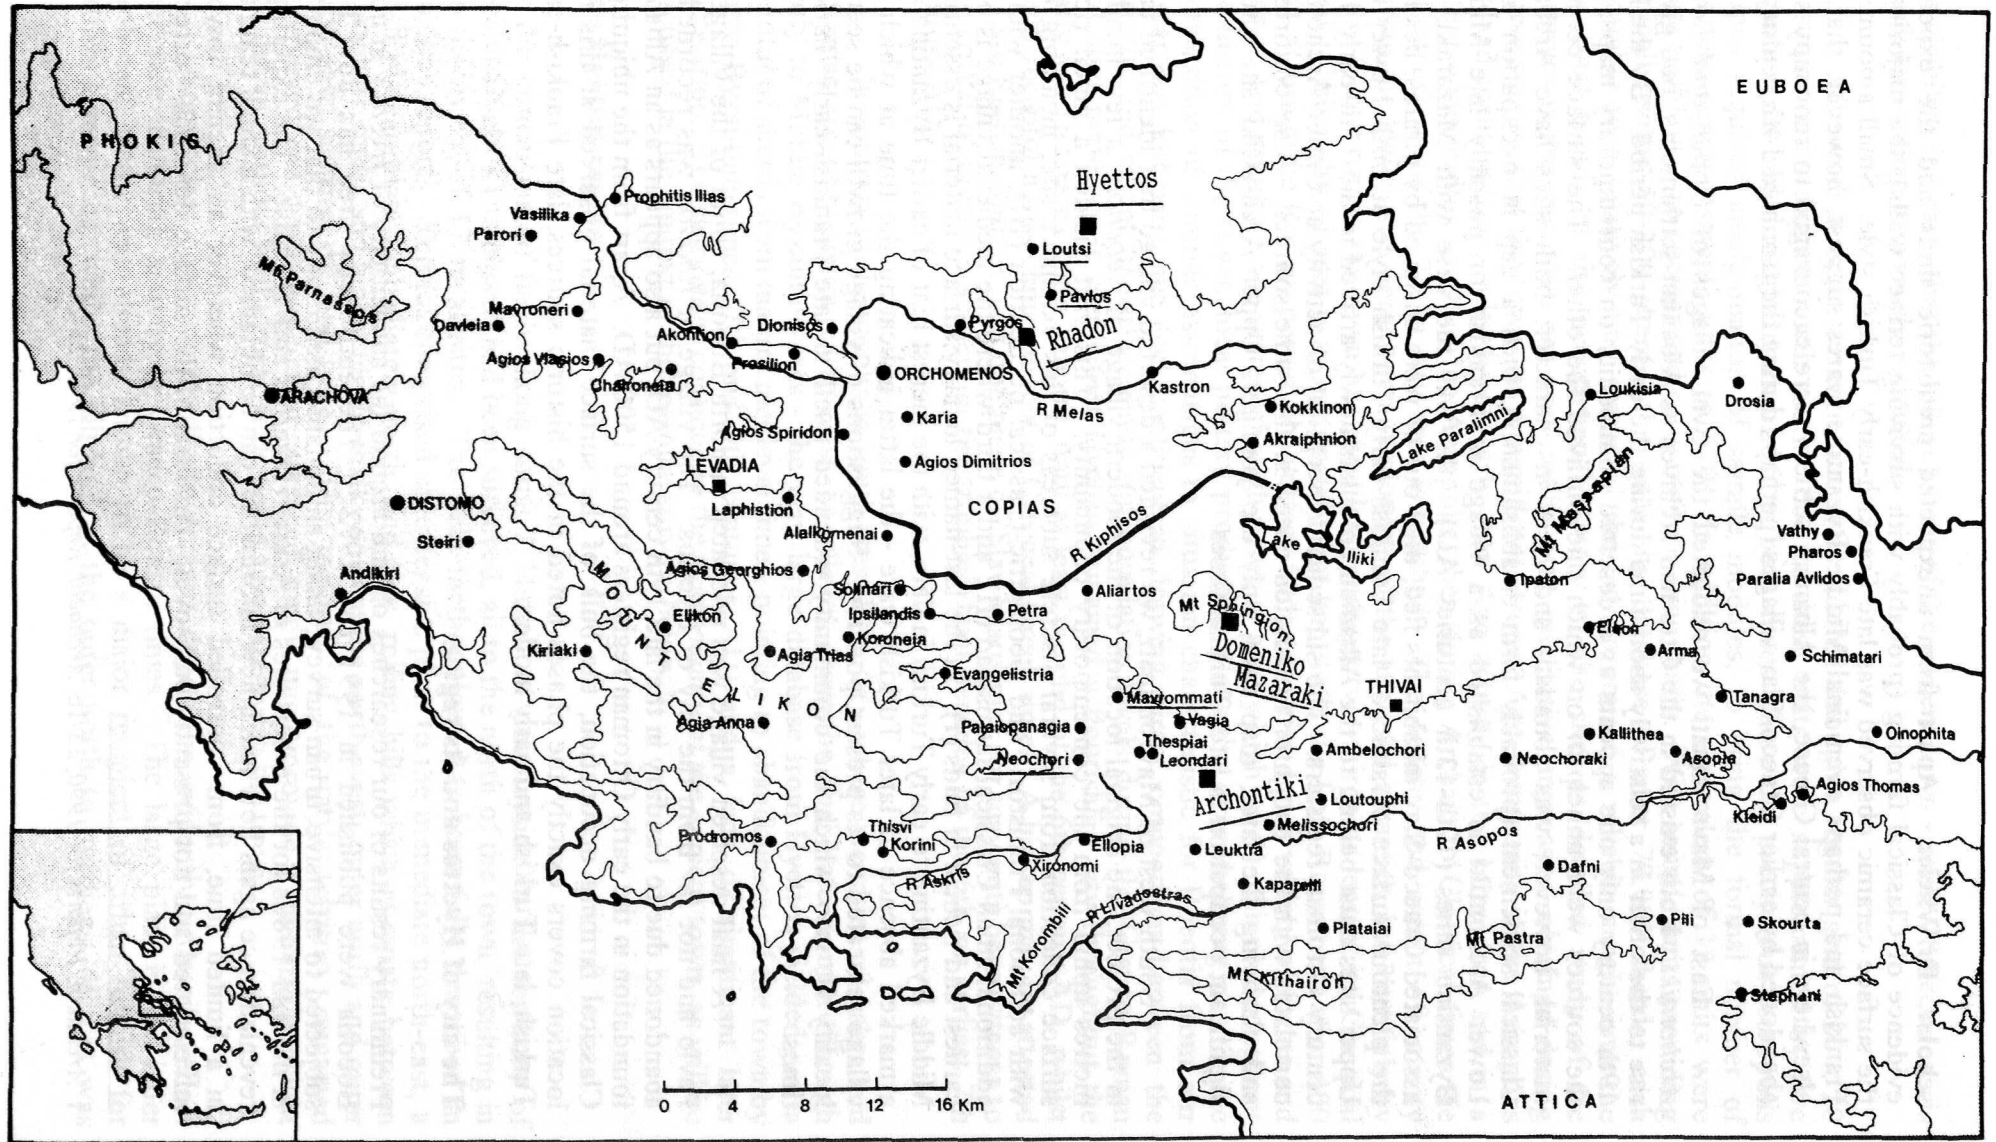 EUBOEA
PHOKIS
Hyettos
Prophitis Ilias
Vasilika
Parori
Loutsi
Mt Parnassos
Pavlos
Mavroneri
Davleia
Dionisos
Pyrgos
Rhadon
Akontion
Agios Vlasios
Prosilion
Chaironeia
ORCHOMENOS
Kastron
Loukisia
Drosia
ARACHOVA
R Melas
Kokkinon
Karia
Lake Paralimni
Agios Spiridon
Akraiphnion
Agios Dimitrios
LEVADIA
Mt Messapian
DISTOMO
Laphistion
COPIAS
Alalkomenai
R Kiphisos
Lake Iliki
Vathy
Steiri
Pharos
Andikiri
Agios Georghios
Ipaton
Paralia Avlidos
Solinari
Aliartos
Mt Sphingion
Elikon
Ipsilandis
Petra
Eleon
Koroneia
Domeniko
Kiriaki
Agia Trias
Arma
Schimatari
MOUNT ELIKON
Evangelistria
Mazaraki
THIVAI
Mavrommati
Tanagra
Agia Anna
Palaiopanagia
Vagia
Kallithea
Oinophita
Thespiai
Ambelochori
Neochori
Leondari
Neochoraki
Asopia
Archontiki
Loutouphi
Agios Thomas
Kleidi
Prodromos
Thisvi
Melissochori
Korini
Ellopia
Leuktra
R Asopos
Xironomi
Dafni
R Askris
Kaparelli
R Livadostras
Pili
Skourta
Plataiai
Mt Pastra
Mt Korombili
Mt Kithairon
Stephani
0 4 8 12 16 Km
ATTICA